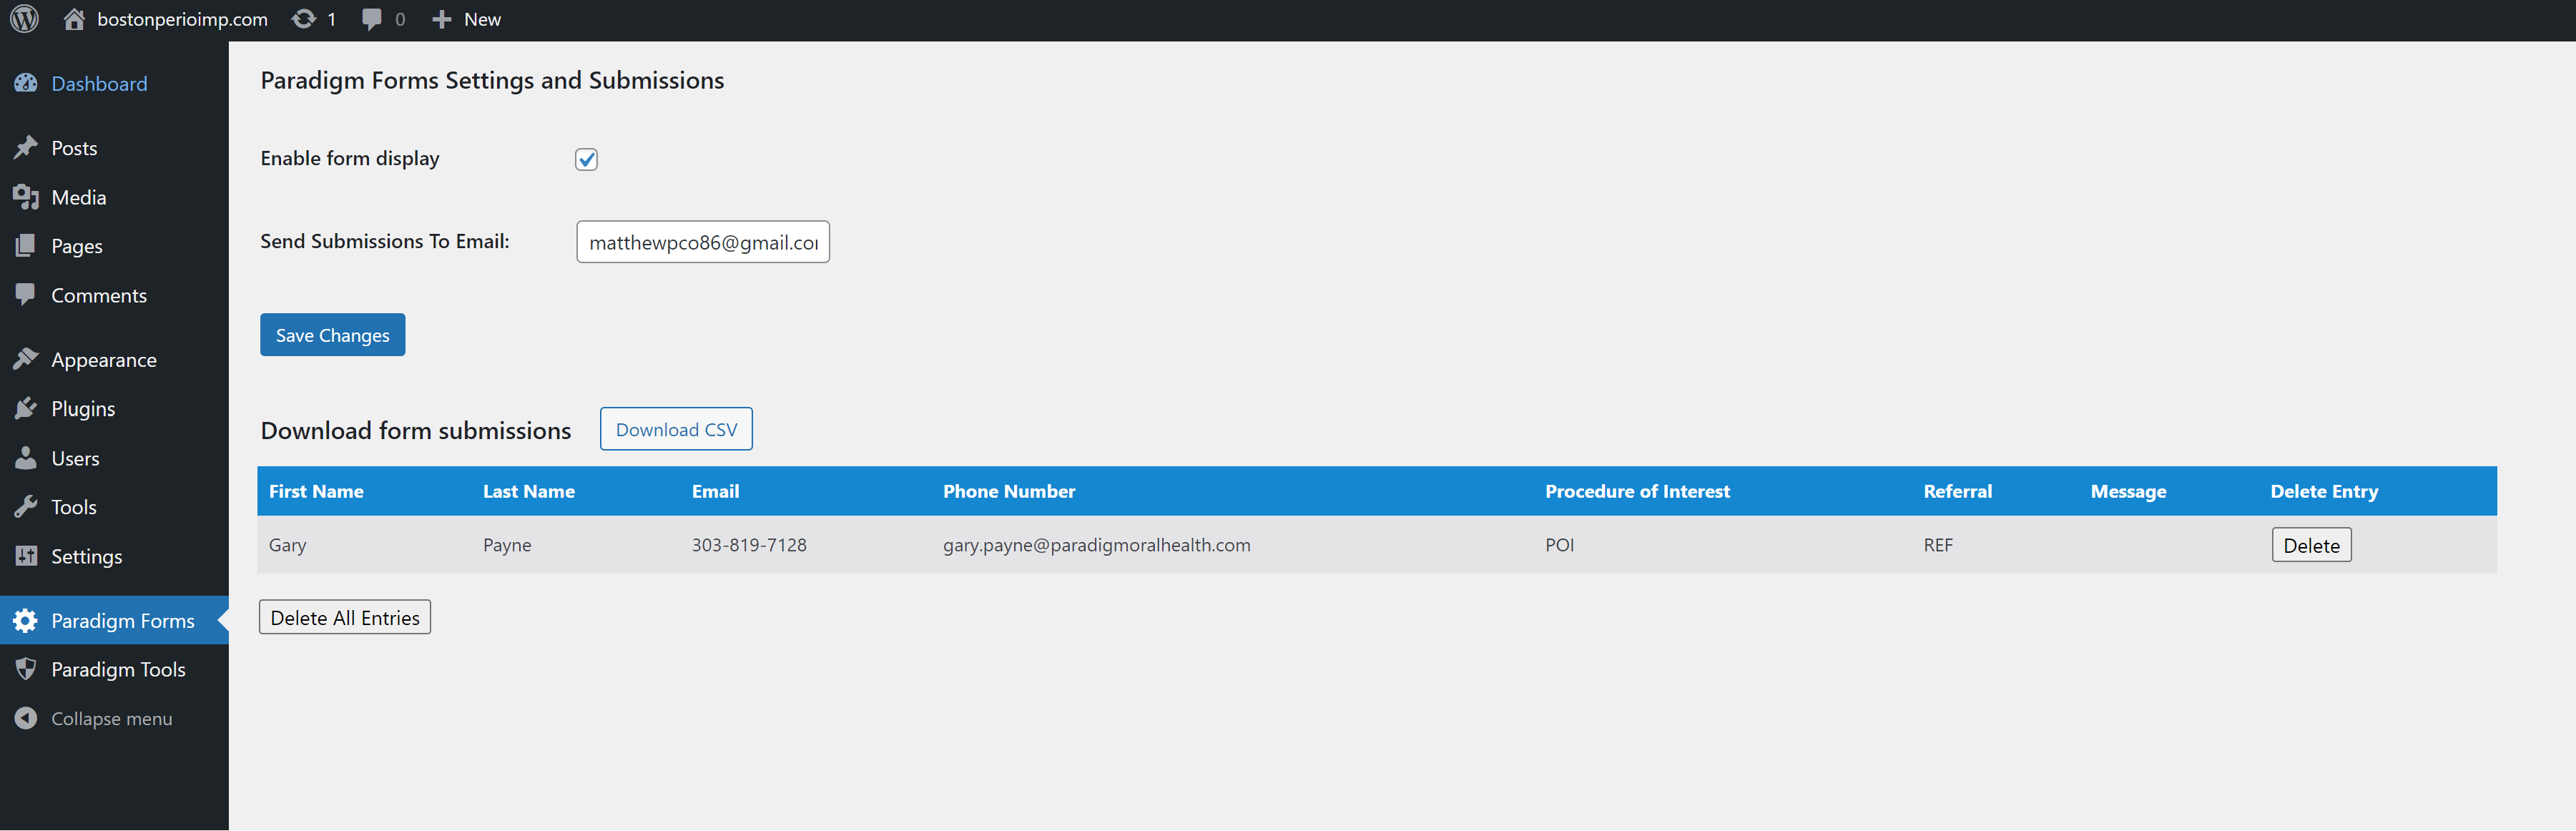 bostonperioimp.com 1 0 New
Dashboard
Posts
Media
Pages
Comments
Appearance
Plugins
Users
Tools
Settings
Paradigm Forms
Paradigm Tools
Collapse menu
Paradigm Forms Settings and Submissions
Enable form display
Send Submissions To Email: matthewpco86@gmail.co
Save Changes
Download form submissions Download CSV
First Name Last Name Email Phone Number Procedure of Interest Referral Message Delete Entry
Gary Payne 303-819-7128 gary.payne@paradigmoralhealth.com POI REF Delete
Delete All Entries